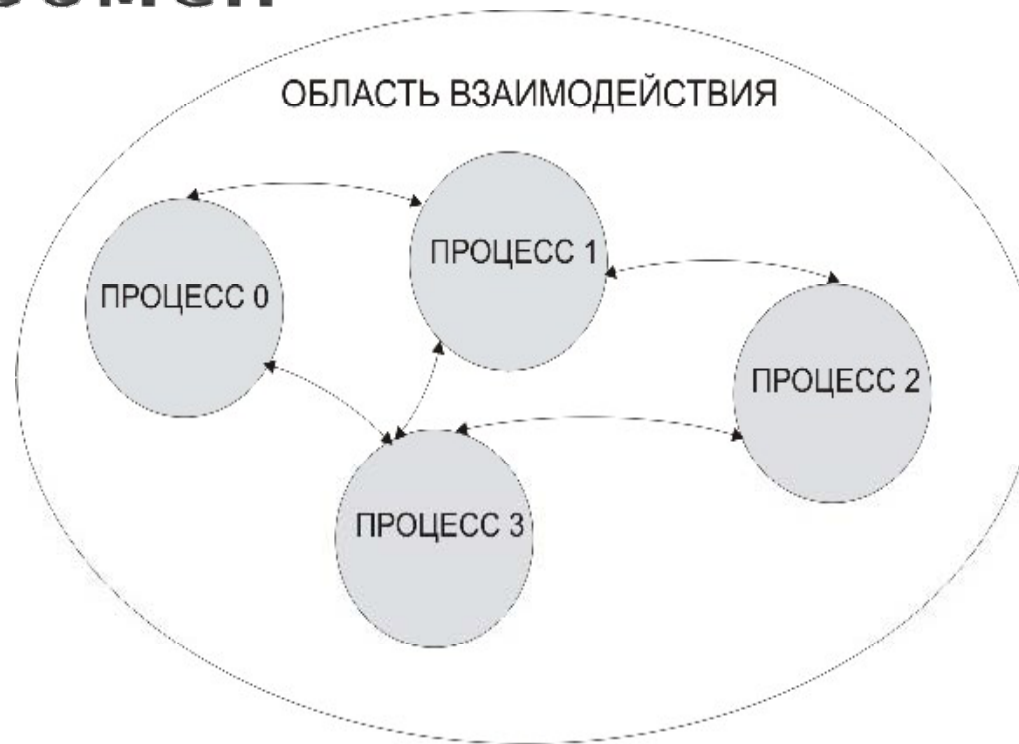 ОБЛАСТЬ ВЗАИМОДЕЙСТВИЯ
ПРОЦЕСС 1
ПРОЦЕСС 0
ПРОЦЕСС 2
ПРОЦЕСС 3